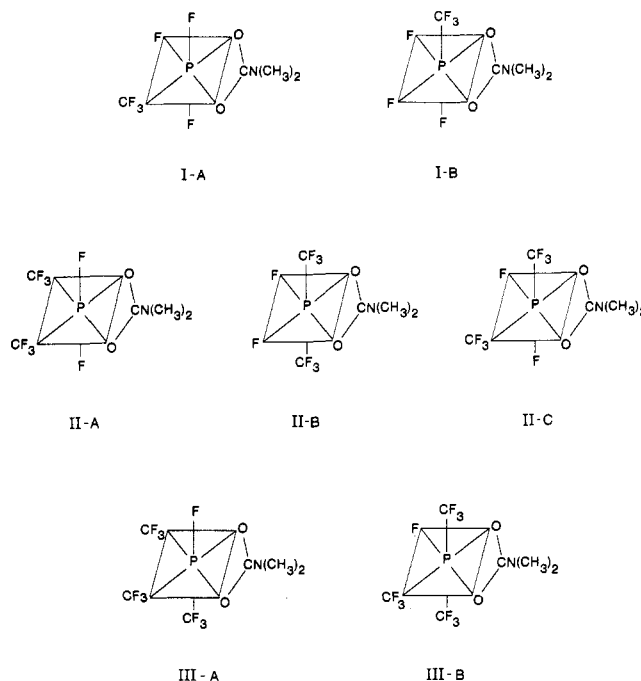 F
F
O
P
CN(CH3)2
CF3
O
F
I-A
CF3
F
O
P
CN(CH3)2
F
O
F
I-B
F
CF3
O
P
CN(CH3)2
CF3
O
F
II-A
CF3
F
O
P
CN(CH3)2
F
O
CF3
II-B
CF3
F
O
P
CN(CH3)2
CF3
O
F
II-C
F
CF3
O
P
CN(CH3)2
CF3
O
CF3
III-A
CF3
F
O
P
CN(CH3)2
CF3
O
CF3
III-B